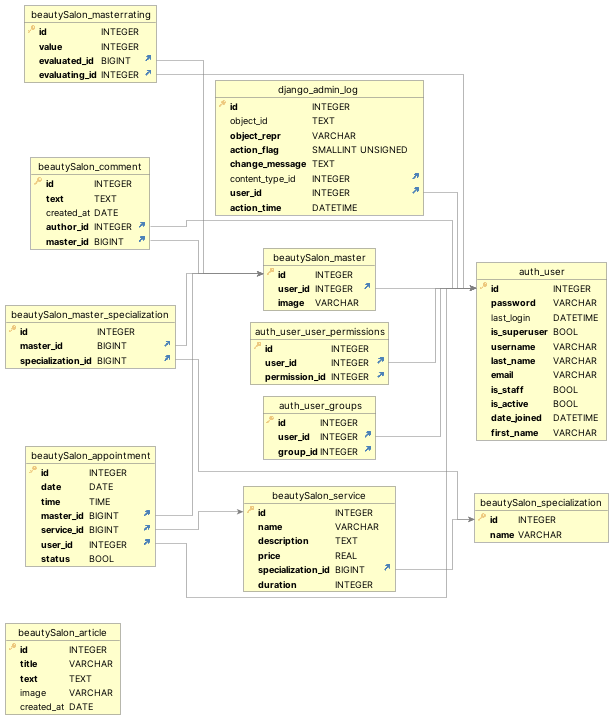 beautySalon_masterrating
id INTEGER
value INTEGER
evaluated_id BIGINT
evaluating_id INTEGER
django_admin_log
id INTEGER
object_id TEXT
object_repr VARCHAR
action_flag SMALLINT UNSIGNED
change_message TEXT
content_type_id INTEGER
user_id INTEGER
action_time DATETIME
beautySalon_comment
id INTEGER
text TEXT
created_at DATE
author_id INTEGER
master_id BIGINT
beautySalon_master
id INTEGER
user_id INTEGER
image VARCHAR
auth_user
id INTEGER
password VARCHAR
last_login DATETIME
is_superuser BOOL
username VARCHAR
last_name VARCHAR
email VARCHAR
is_staff BOOL
is_active BOOL
date_joined DATETIME
first_name VARCHAR
beautySalon_master_specialization
id INTEGER
master_id BIGINT
specialization_id BIGINT
auth_user_user_permissions
id INTEGER
user_id INTEGER
permission_id INTEGER
auth_user_groups
id INTEGER
user_id INTEGER
group_id INTEGER
beautySalon_appointment
id INTEGER
date DATE
time TIME
master_id BIGINT
service_id BIGINT
user_id INTEGER
status BOOL
beautySalon_service
id INTEGER
name VARCHAR
description TEXT
price REAL
specialization_id BIGINT
duration INTEGER
beautySalon_specialization
id INTEGER
name VARCHAR
beautySalon_article
id INTEGER
title VARCHAR
text TEXT
image VARCHAR
created_at DATE